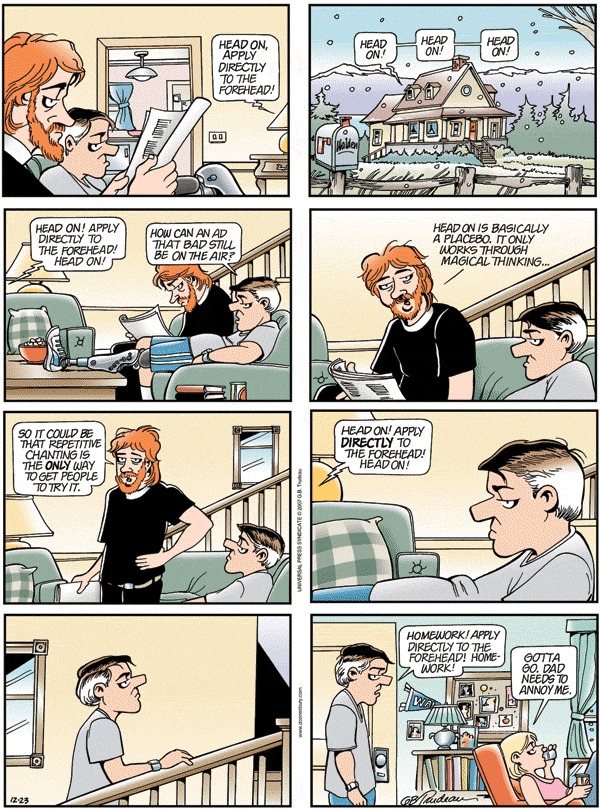 HEAD ON,
APPLY
DIRECTLY
TO THE
FOREHEAD!
HEAD
ON!
HEAD
ON!
HEAD
ON!
Walden
HEAD ON! APPLY
DIRECTLY TO
THE FOREHEAD!
HEAD ON!
HOW CAN AN AD
THAT BAD STILL
BE ON THE AIR?
HEAD ON IS BASICALLY
A PLACEBO. IT ONLY
WORKS THROUGH
MAGICAL THINKING...
SO IT COULD BE
THAT REPETITIVE
CHANTING IS
THE ONLY WAY
TO GET PEOPLE
TO TRY IT.
UNIVERSAL PRESS SYNDICATE © 2007 G.B. Trudeau
HEAD ON! APPLY
DIRECTLY TO
THE FOREHEAD!
HEAD ON!
12-23
www.doonesbury.com
HOMEWORK! APPLY
DIRECTLY TO THE
FOREHEAD! HOME-
WORK!
GOTTA
GO. DAD
NEEDS TO
ANNOY ME.
WA
GBTrudeau